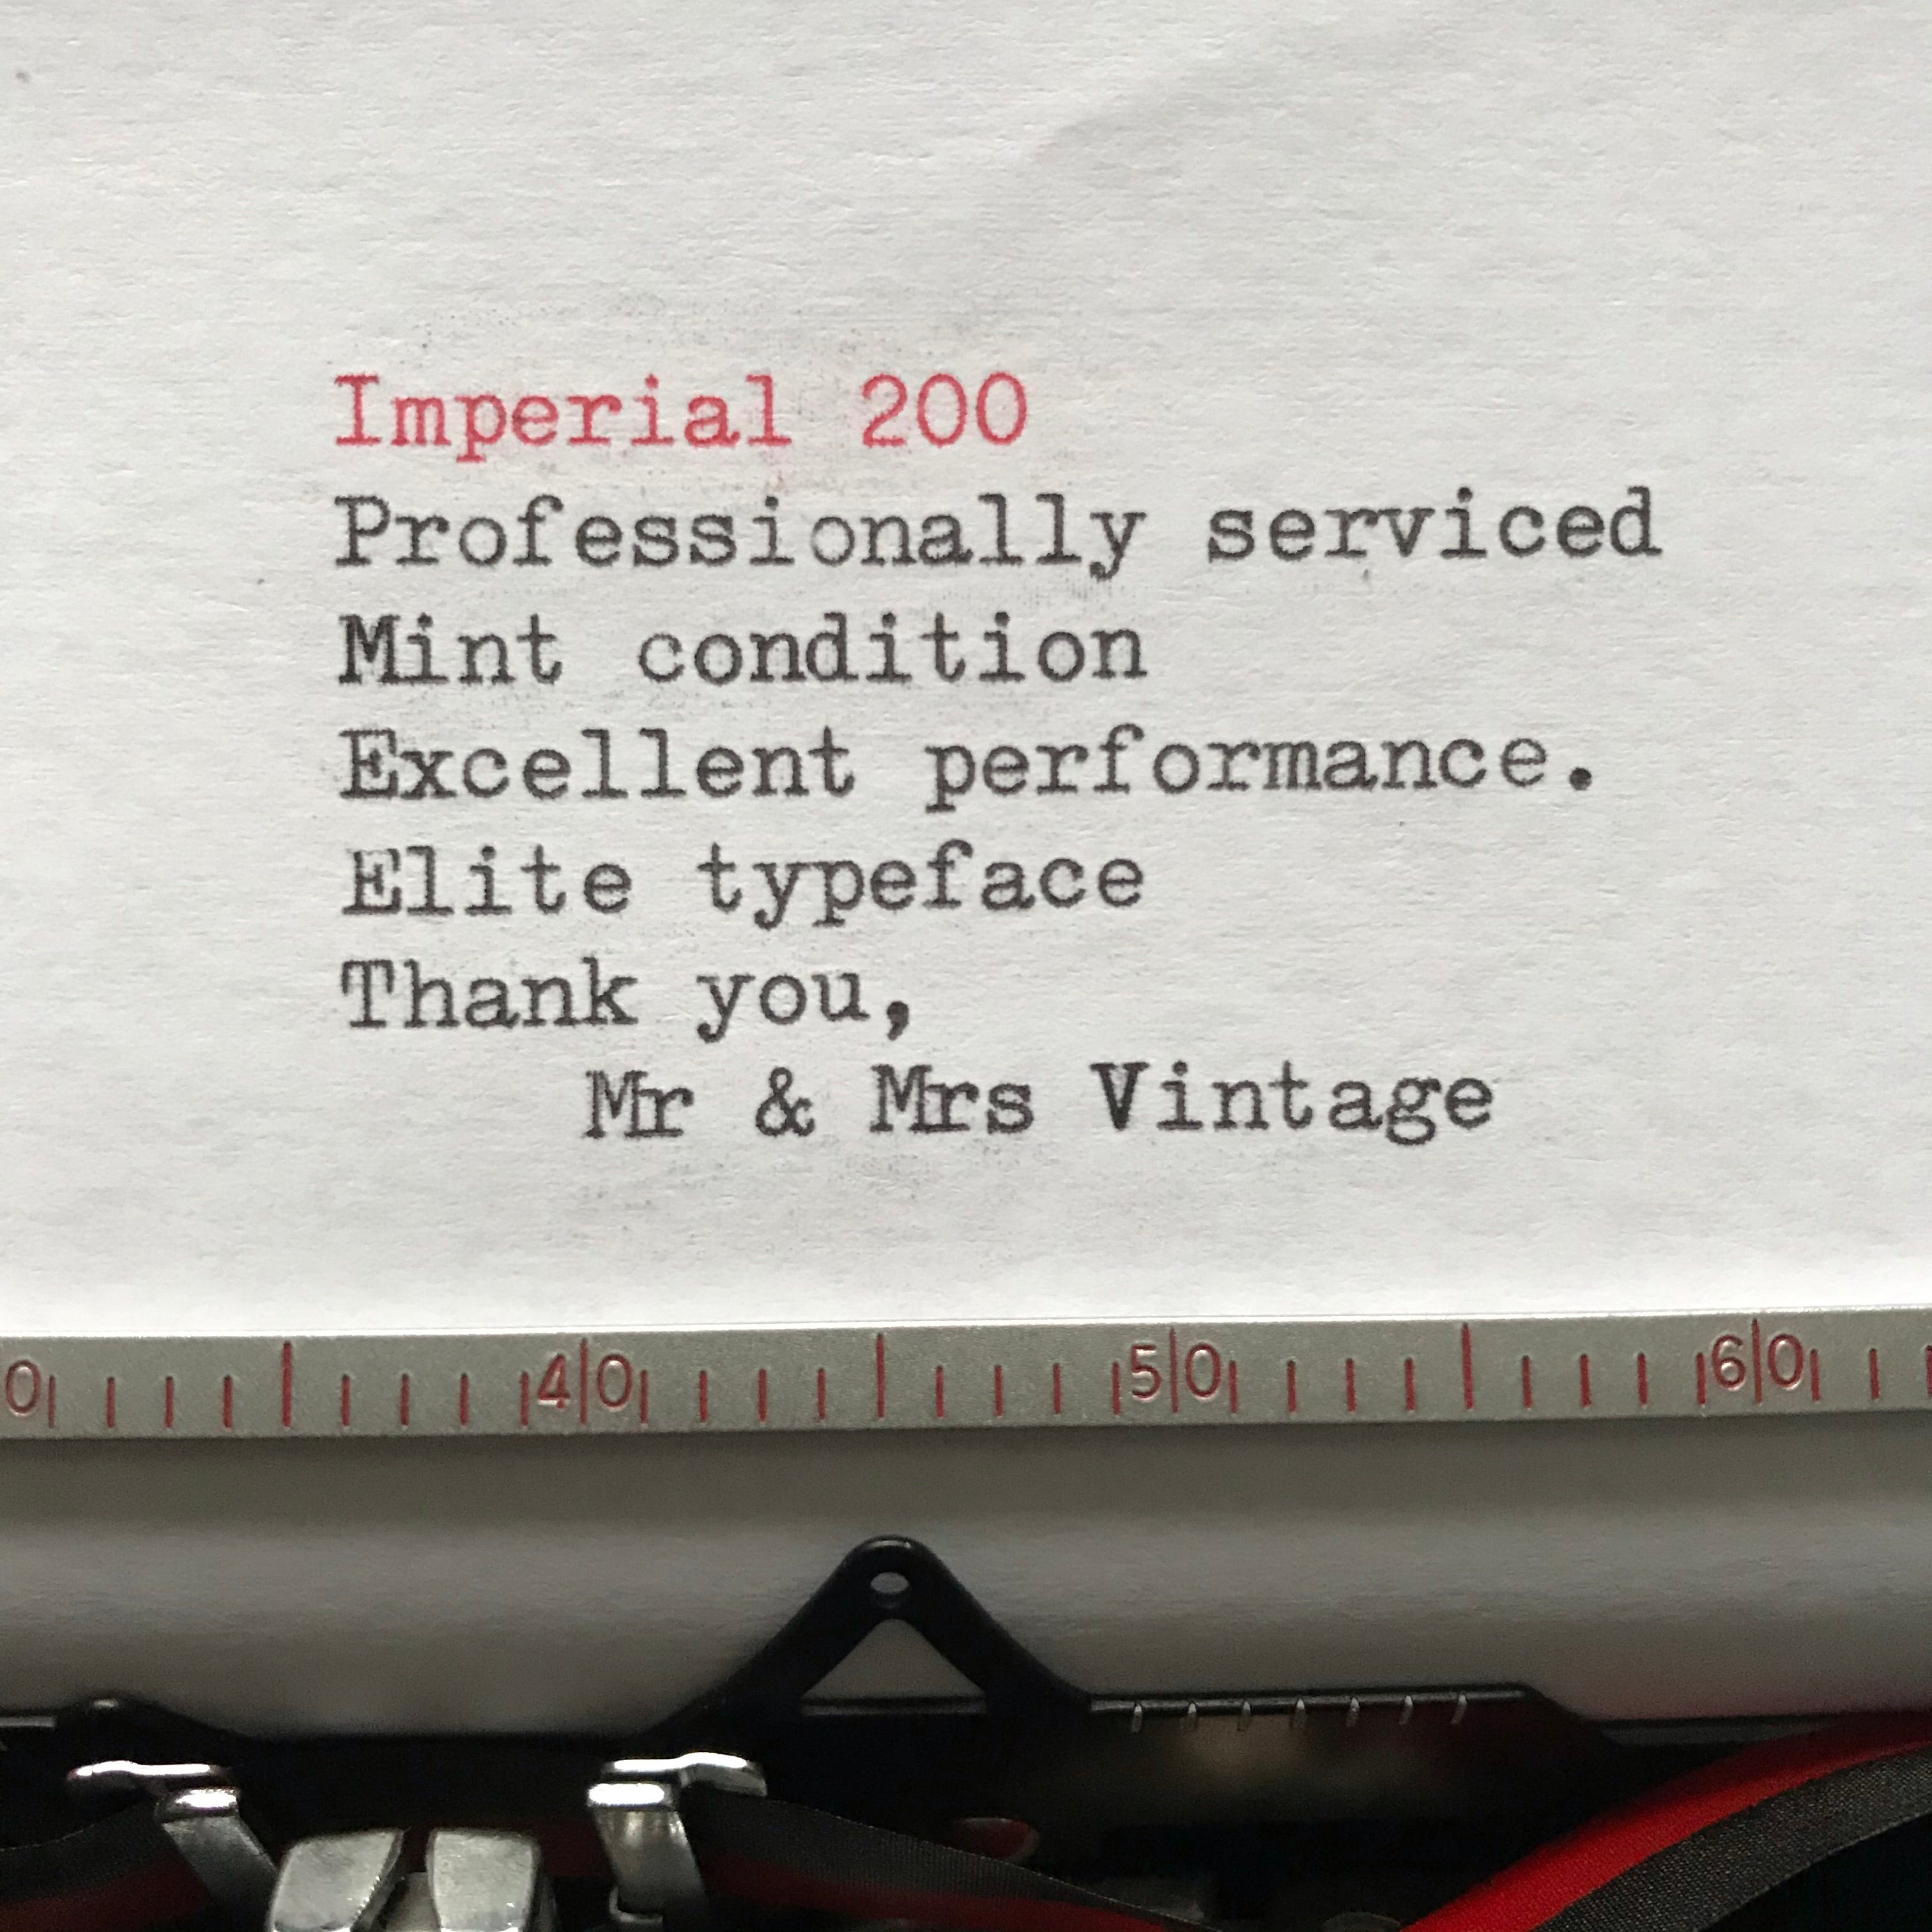 Imperial 200
Professionally serviced
Mint condition
Excellent performance.
Elite typeface
Thank you,
Mr & Mrs Vintage
0 40 50 60